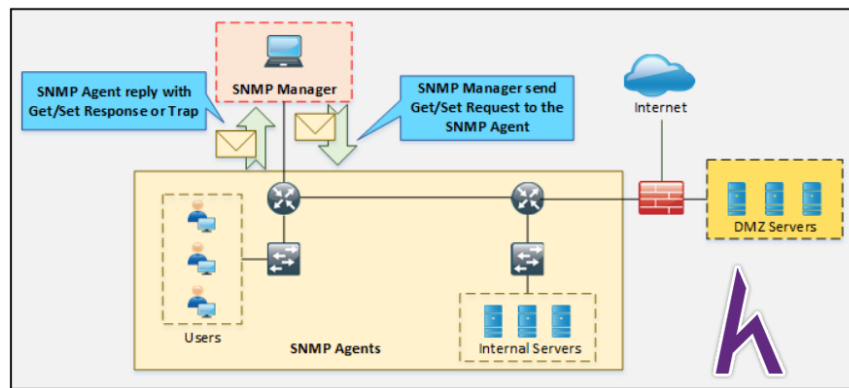 SNMP Manager
SNMP Agent reply with
Get/Set Response or Trap
SNMP Manager send
Get/Set Request to the
SNMP Agent
Internet
DMZ Servers
Users
SNMP Agents
Internal Servers